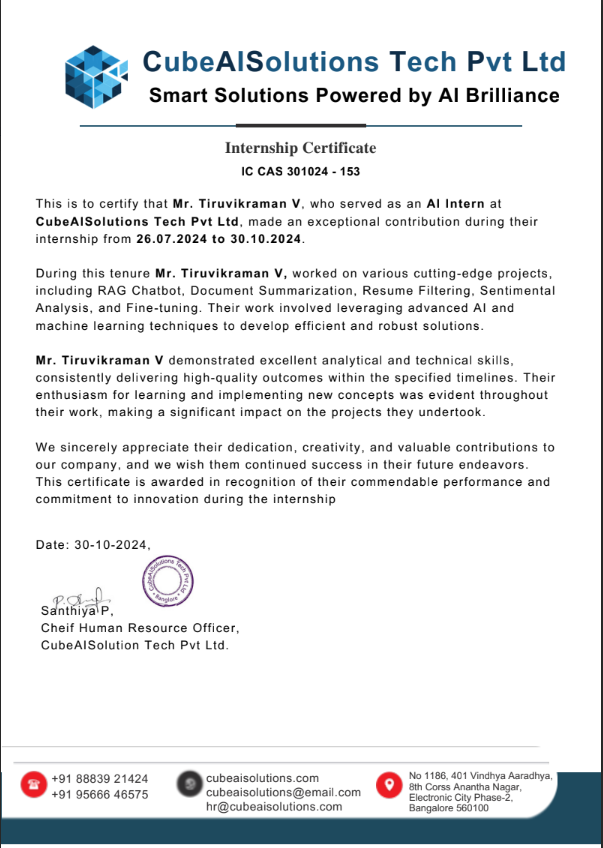 CubeAISolutions Tech Pvt Ltd
Smart Solutions Powered by AI Brilliance
Internship Certificate
IC CAS 301024 - 153
This is to certify that Mr. Tiruvikraman V, who served as an AI Intern at
CubeAISolutions Tech Pvt Ltd, made an exceptional contribution during their
internship from 26.07.2024 to 30.10.2024.
During this tenure Mr. Tiruvikraman V, worked on various cutting-edge projects,
including RAG Chatbot, Document Summarization, Resume Filtering, Sentimental
Analysis, and Fine-tuning. Their work involved leveraging advanced AI and
machine learning techniques to develop efficient and robust solutions.
Mr. Tiruvikraman V demonstrated excellent analytical and technical skills,
consistently delivering high-quality outcomes within the specified timelines. Their
enthusiasm for learning and implementing new concepts was evident throughout
their work, making a significant impact on the projects they undertook.
We sincerely appreciate their dedication, creativity, and valuable contributions to
our company, and we wish them continued success in their future endeavors.
This certificate is awarded in recognition of their commendable performance and
commitment to innovation during the internship
Date: 30-10-2024,
CubeAISolutions Tech Pvt Ltd
Banglore
Santhiya P,
Cheif Human Resource Officer,
CubeAISolution Tech Pvt Ltd.
+91 88839 21424
+91 95666 46575
cubeaisolutions.com
cubeaisolutions@email.com
hr@cubeaisolutions.com
No 1186, 401 Vindhya Aaradhya,
8th Corss Anantha Nagar,
Electronic City Phase-2,
Bangalore 560100